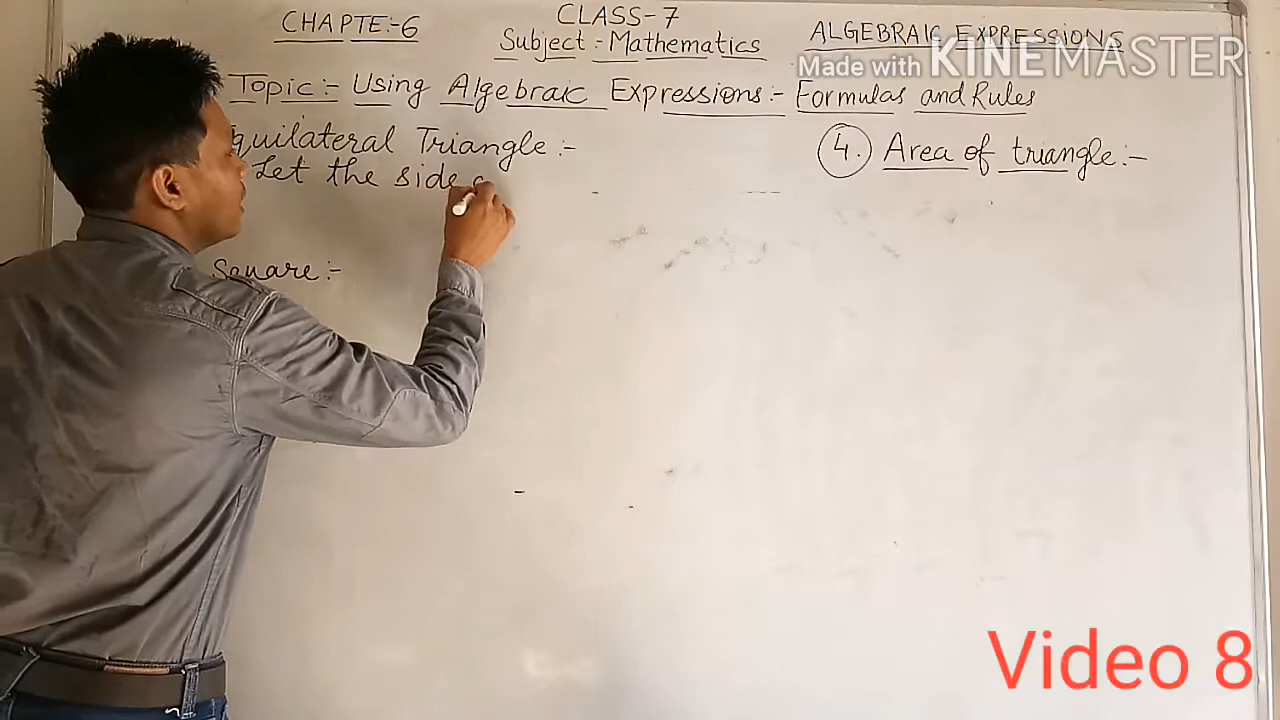 CHAPTE:-6
CLASS-7
Subject:-Mathematics
ALGEBRAIC EXPRESSIONS
Made with KINEMASTER
Topic:- Using Algebraic Expressions:- Formulas and Rules
quilateral Triangle:-
Let the side
4. Area of triangle:-
Square:-
Video 8